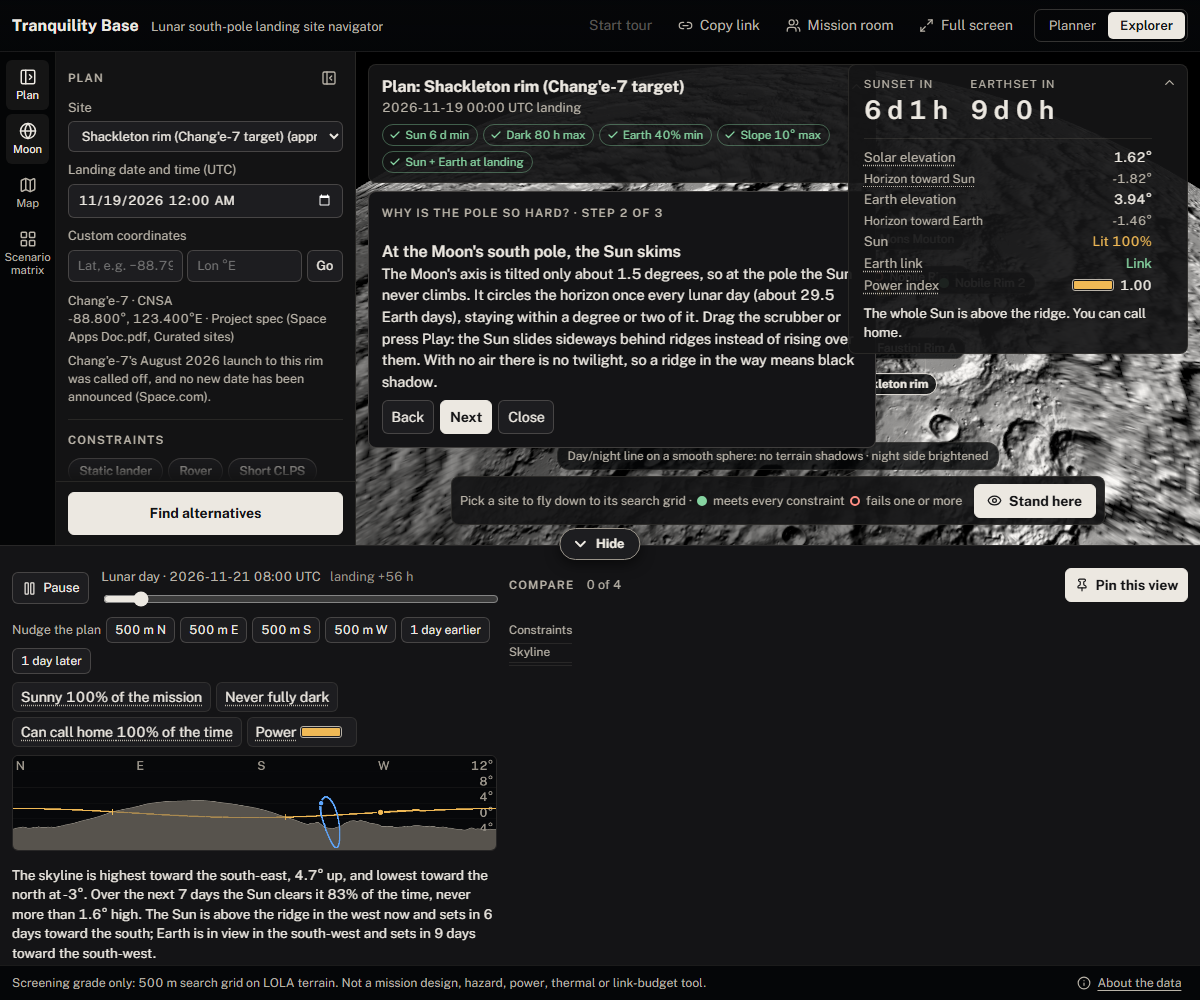 Tranquility Base
Lunar south-pole landing site navigator
Start tour
Copy link
Mission room
Full screen
Planner
Explorer
Plan
Moon
Map
Scenario
matrix
PLAN
Site
Shackleton rim (Chang'e-7 target) (appr
Landing date and time (UTC)
11/19/2026 12:00 AM
Custom coordinates
Lat, e.g. −88.79
Lon °E
Go
Chang'e-7 · CNSA
-88.800°, 123.400°E · Project spec (Space
Apps Doc.pdf, Curated sites)
Chang'e-7's August 2026 launch to this rim
was called off, and no new date has been
announced (Space.com).
CONSTRAINTS
Static lander
Rover
Short CLPS
Find alternatives
Plan: Shackleton rim (Chang'e-7 target)
2026-11-19 00:00 UTC landing
Sun 6 d min
Dark 80 h max
Earth 40% min
Slope 10° max
Sun + Earth at landing
WHY IS THE POLE SO HARD? · STEP 2 OF 3
At the Moon's south pole, the Sun skims
The Moon's axis is tilted only about 1.5 degrees, so at the pole the Sun
never climbs. It circles the horizon once every lunar day (about 29.5
Earth days), staying within a degree or two of it. Drag the scrubber or
press Play: the Sun slides sideways behind ridges instead of rising ove
them. With no air there is no twilight, so a ridge in the way means black
shadow.
Back
Next
Close
SUNSET IN
6 d 1 h
EARTHSET IN
9 d 0 h
Solar elevation
1.62°
Horizon toward Sun
-1.82°
Earth elevation
3.94°
Horizon toward Earth
-1.46°
Mons Mouton
Sun
Lit 100%
Earth link
Link
Nobile Rim 2
Power index
1.00
The whole Sun is above the ridge. You can call
home.
Faustini Rim A
kleton rim
Day/night line on a smooth sphere: no terrain shadows · night side brightened
Pick a site to fly down to its search grid · meets every constraint fails one or more
Stand here
Hide
Pause
Lunar day · 2026-11-21 08:00 UTC
landing +56 h
Nudge the plan
500 m N
500 m E
500 m S
500 m W
1 day earlier
1 day later
Sunny 100% of the mission
Never fully dark
Can call home 100% of the time
Power
N
E
S
W
12°
8°
4°
0°
COMPARE
0 of 4
Pin this view
Constraints
Skyline
The skyline is highest toward the south-east, 4.7° up, and lowest toward the
north at -3°. Over the next 7 days the Sun clears it 83% of the time, never
more than 1.6° high. The Sun is above the ridge in the west now and sets in 6
days toward the south; Earth is in view in the south-west and sets in 9 days
toward the south-west.
Screening grade only: 500 m search grid on LOLA terrain. Not a mission design, hazard, power, thermal or link-budget tool.
About the data